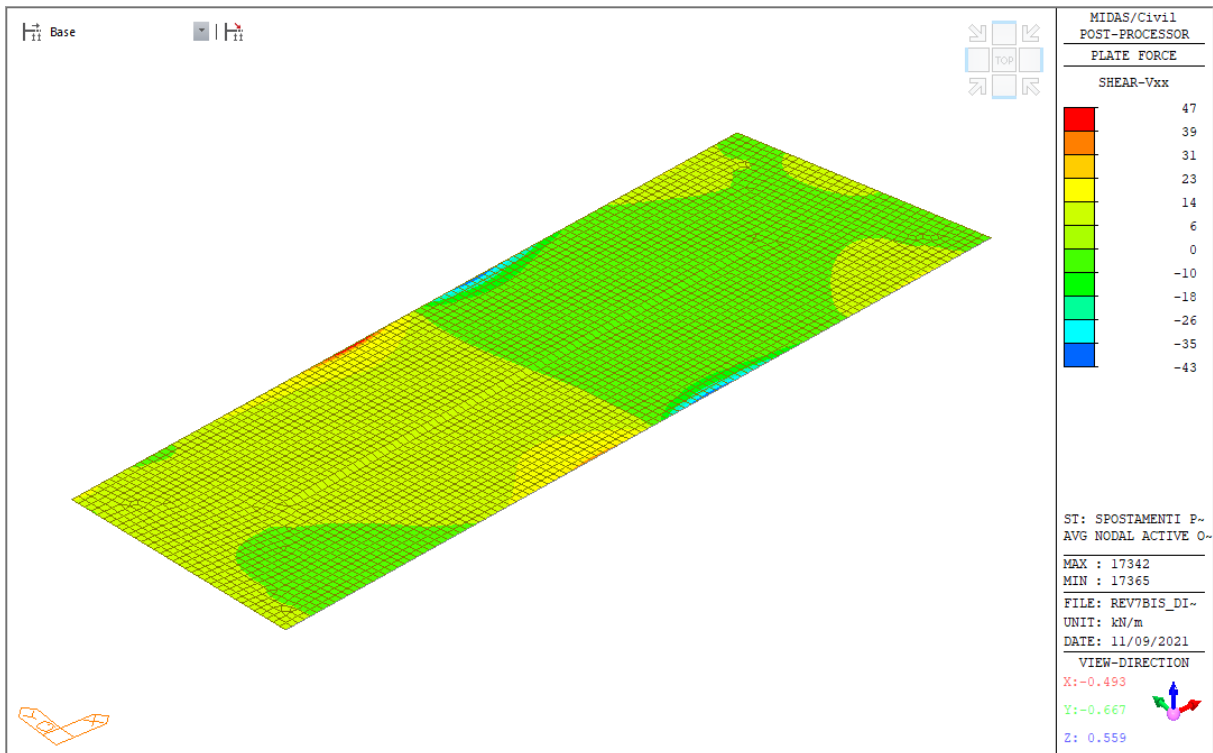 Base
TOP
MIDAS/Civil
POST-PROCESSOR
PLATE FORCE
SHEAR-Vxx
47
39
31
23
14
6
0
-10
-18
-26
-35
-43
ST: SPOSTAMENTI P~
AVG NODAL ACTIVE O~
MAX : 17342
MIN : 17365
FILE: REV7BIS_DI~
UNIT: kN/m
DATE: 11/09/2021
VIEW-DIRECTION
X:-0.493
Y:-0.667
Z: 0.559